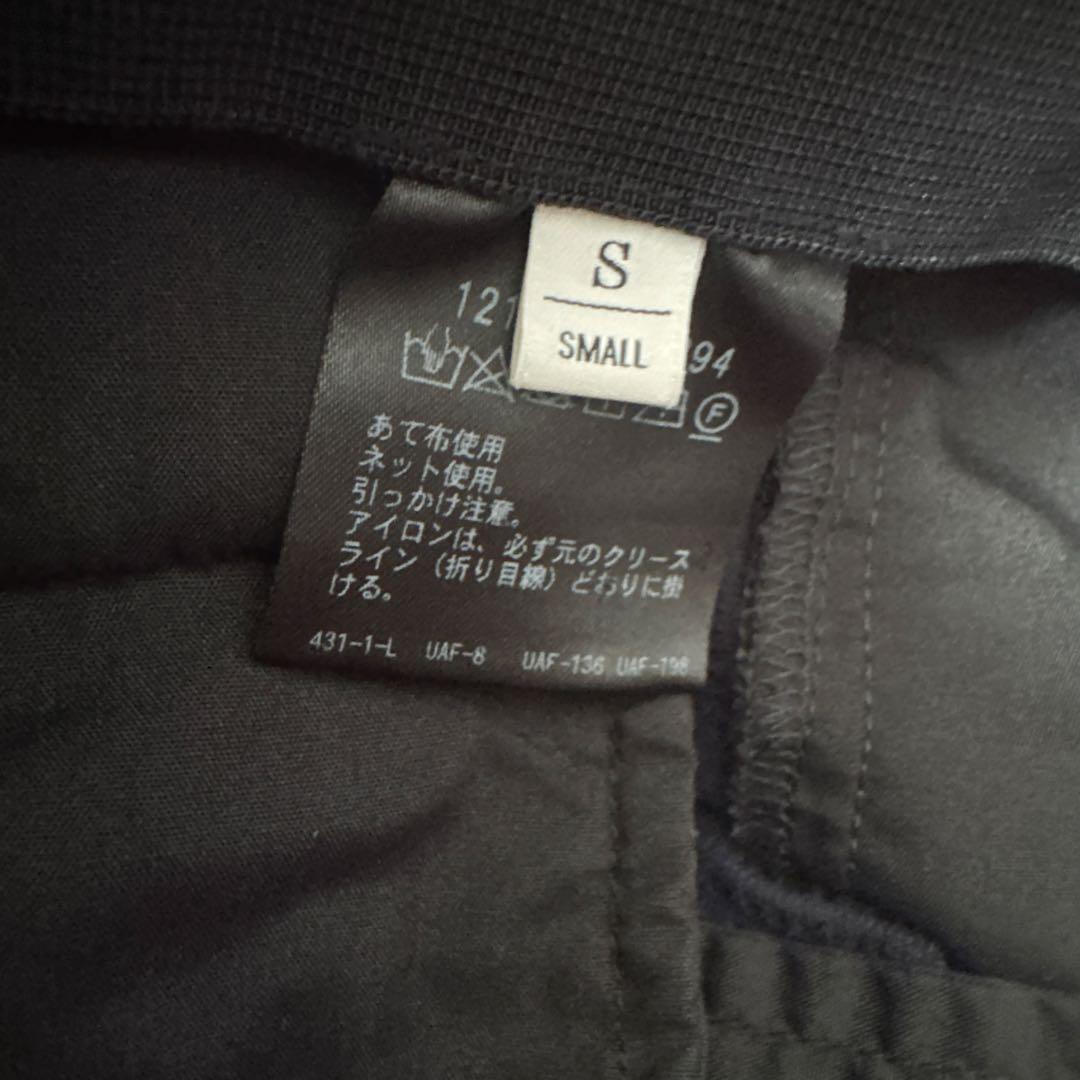 S
SMALL
121
94
F
あて布使用
ネット使用。
引っかけ注意。
アイロンは、必ず元のクリース
ライン（折り目線）どおりに掛
ける。
431-1-L UAF-8 UAF-136 UAF-198